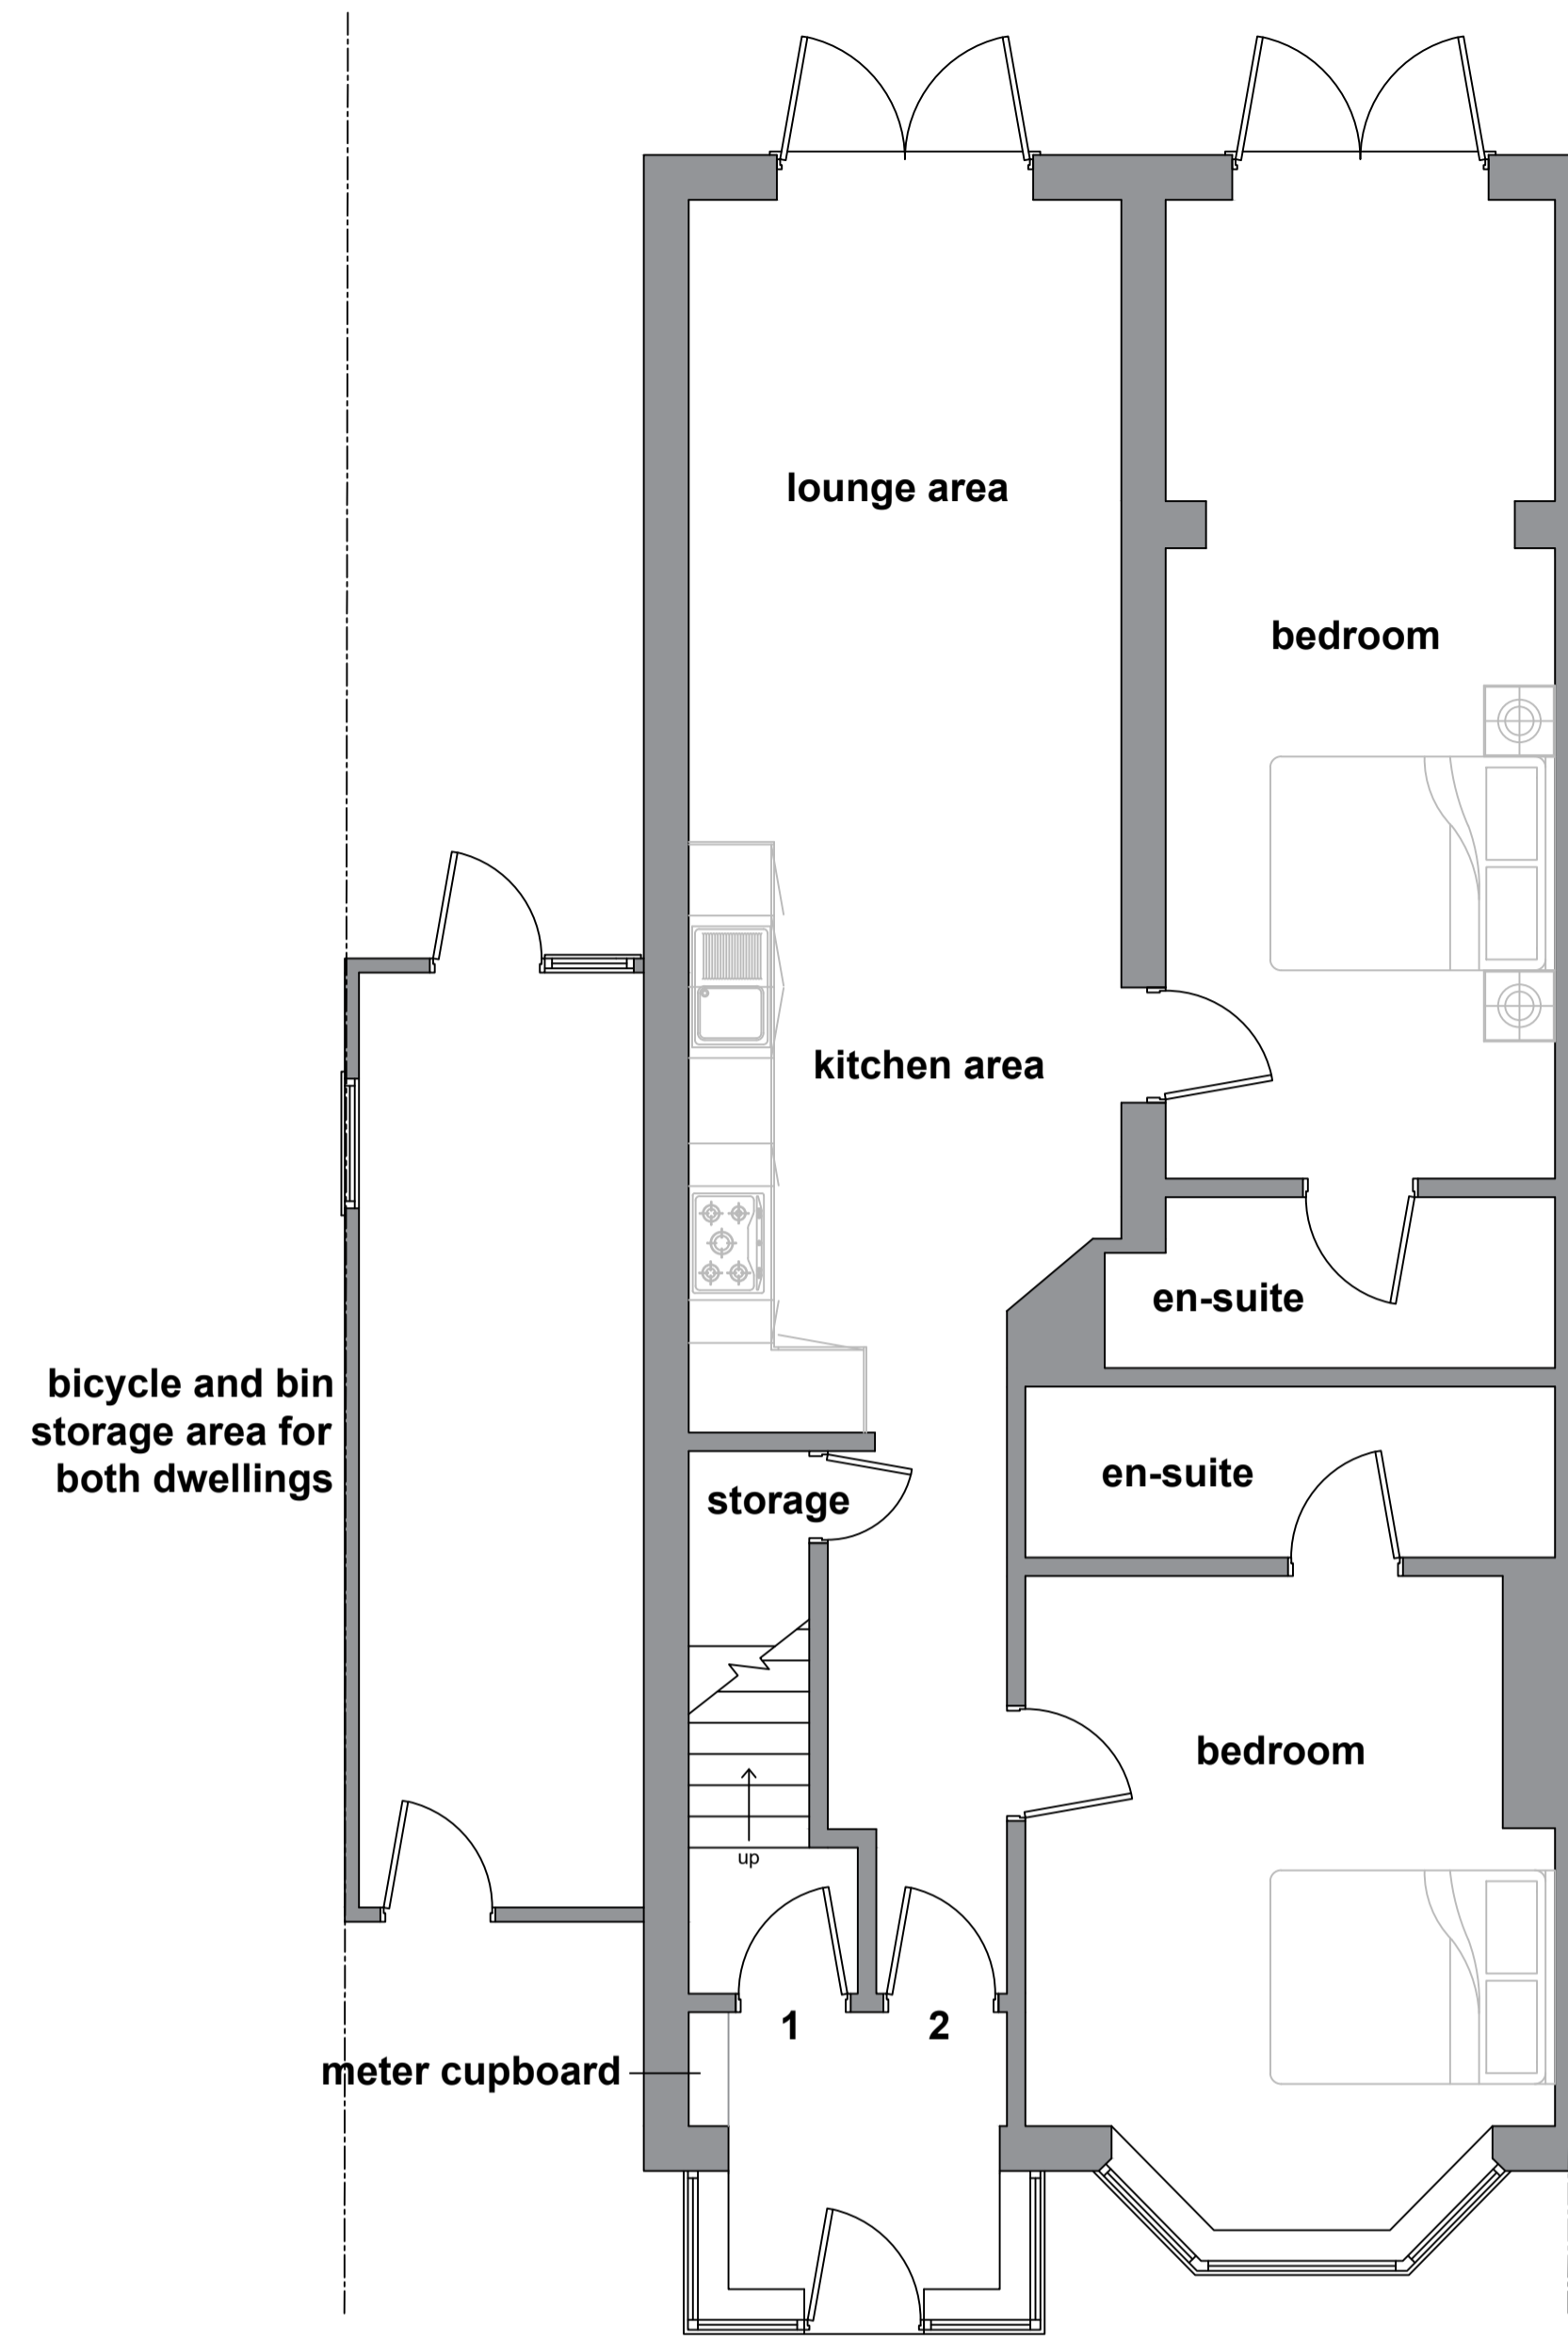 lounge area
bedroom
kitchen area
en-suite
bicycle and bin
storage area for
both dwellings
en-suite
storage
bedroom
up
1
2
meter cupboard